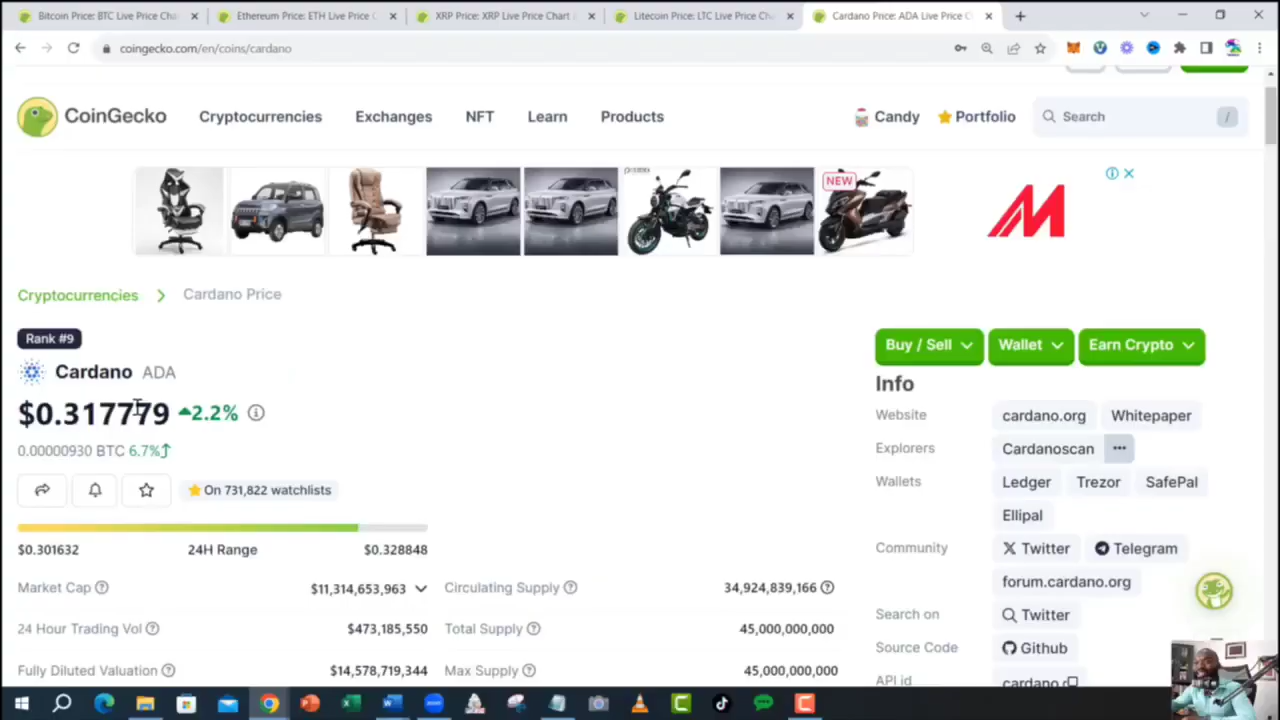 Bitcoin Price: BTC Live Price Cha
Ethereum Price: ETH Live Price C
XRP Price: XRP Live Price Chart
Litecoin Price: LTC Live Price Ch
Cardano Price: ADA Live Price C
coingecko.com/en/coins/cardano
CoinGecko
Cryptocurrencies
Exchanges
NFT
Learn
Products
Candy
Portfolio
Search
/
NEW
M
Cryptocurrencies > Cardano Price
Rank #9
Cardano ADA
$0.317779 2.2%
0.00000930 BTC 6.7%
On 731,822 watchlists
$0.301632 24H Range $0.328848
Market Cap $11,314,653,963
Circulating Supply 34,924,839,166
24 Hour Trading Vol $473,185,550
Total Supply 45,000,000,000
Fully Diluted Valuation $14,578,719,344
Max Supply 45,000,000,000
Buy / Sell Wallet Earn Crypto
Info
Website cardano.org Whitepaper
Explorers Cardanoscan ...
Wallets Ledger Trezor SafePal
Ellipal
Community Twitter Telegram
forum.cardano.org
Search on Twitter
Source Code Github
API id cardano